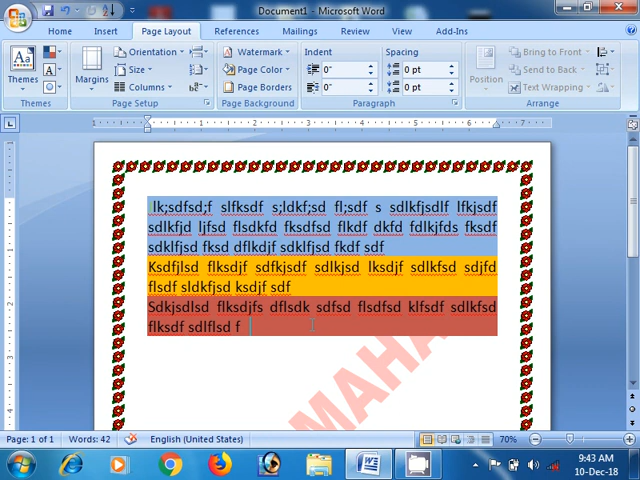 Document1 - Microsoft Word
Home Insert Page Layout References Mailings Review View Add-Ins
Themes Margins Orientation Size Columns Watermark Page Color Page Borders Indent 0" 0" Spacing 0 pt 0 pt Position Bring to Front Send to Back Text Wrapping
Themes Page Setup Page Background Paragraph Arrange
lk;sdfsd;f slfksdf s;ldkf;sd fl;sdf s sdlkfjsdlf lfkjsdf
sdlkfjd ljfsd flsdkfd fksdfsd flkdf dkfd fdlkjfds fksdf
sdklfjsd fksd dflkdjf sdklfjsd fkdf sdf
Ksdfjlsd flksdjf sdfkjsdf sdlkjsd lksdjf sdlkfsd sdjfd
flsdf sldkfjsd ksdjf sdf
Sdkjsdlsd flksdjfs dflsdk sdfsd flsdfsd klfsdf sdlkfsd
flksdf sdlflsd f
MAHA
Page: 1 of 1 Words: 42 English (United States) 70%
9:43 AM
10-Dec-18